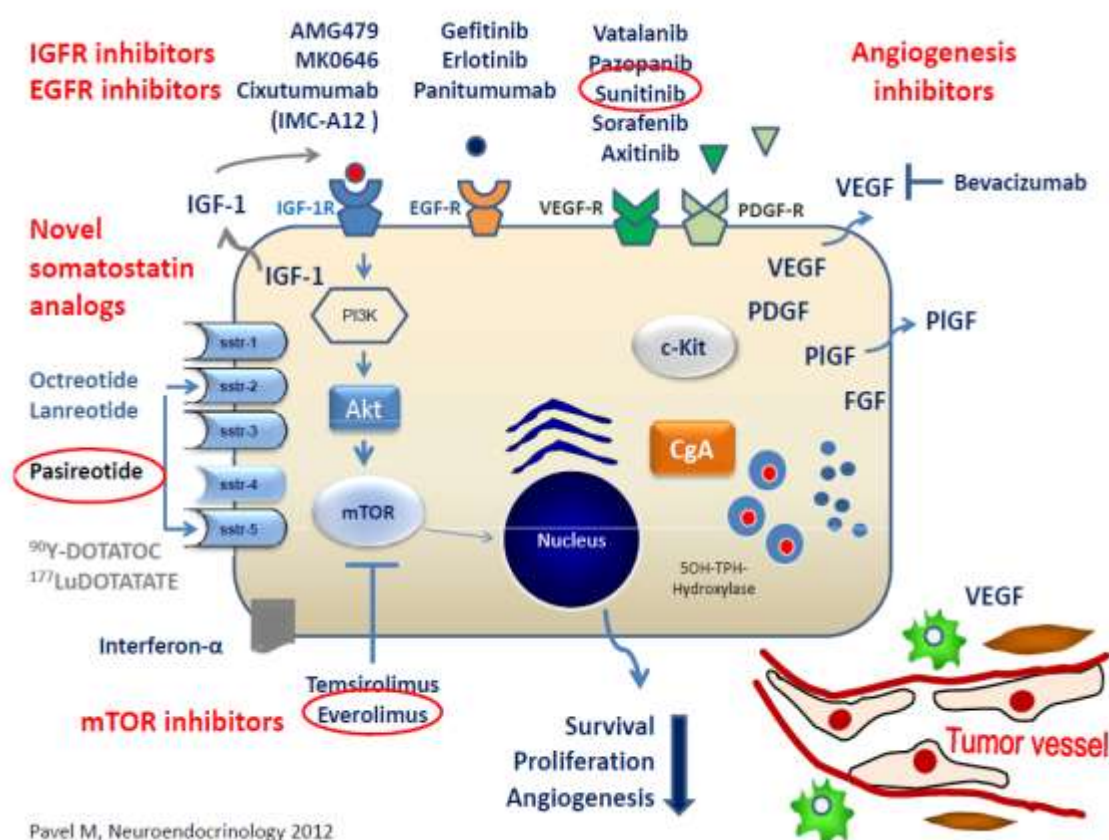 IGFR inhibitors
EGFR inhibitors
AMG479
MK0646
Cixutumumab
(IMC-A12 )
Gefitinib
Erlotinib
Panitumumab
Vatalanib
Pazopanib
Sunitinib
Sorafenib
Axitinib
Angiogenesis
inhibitors
IGF-1
IGF-1R
EGF-R
VEGF-R
PDGF-R
VEGF
Bevacizumab
Novel
somatostatin
analogs
IGF-1
PI3K
Akt
mTOR
VEGF
PDGF
PlGF
FGF
PlGF
c-Kit
CgA
Nucleus
5OH-TPH-
Hydroxylase
sstr-1
sstr-2
sstr-3
sstr-4
sstr-5
Octreotide
Lanreotide
Pasireotide
90Y-DOTATOC
177LuDOTATATE
Interferon-α
mTOR inhibitors
Temsirolimus
Everolimus
Survival
Proliferation
Angiogenesis
VEGF
Tumor vessel
Pavel M, Neuroendocrinology 2012